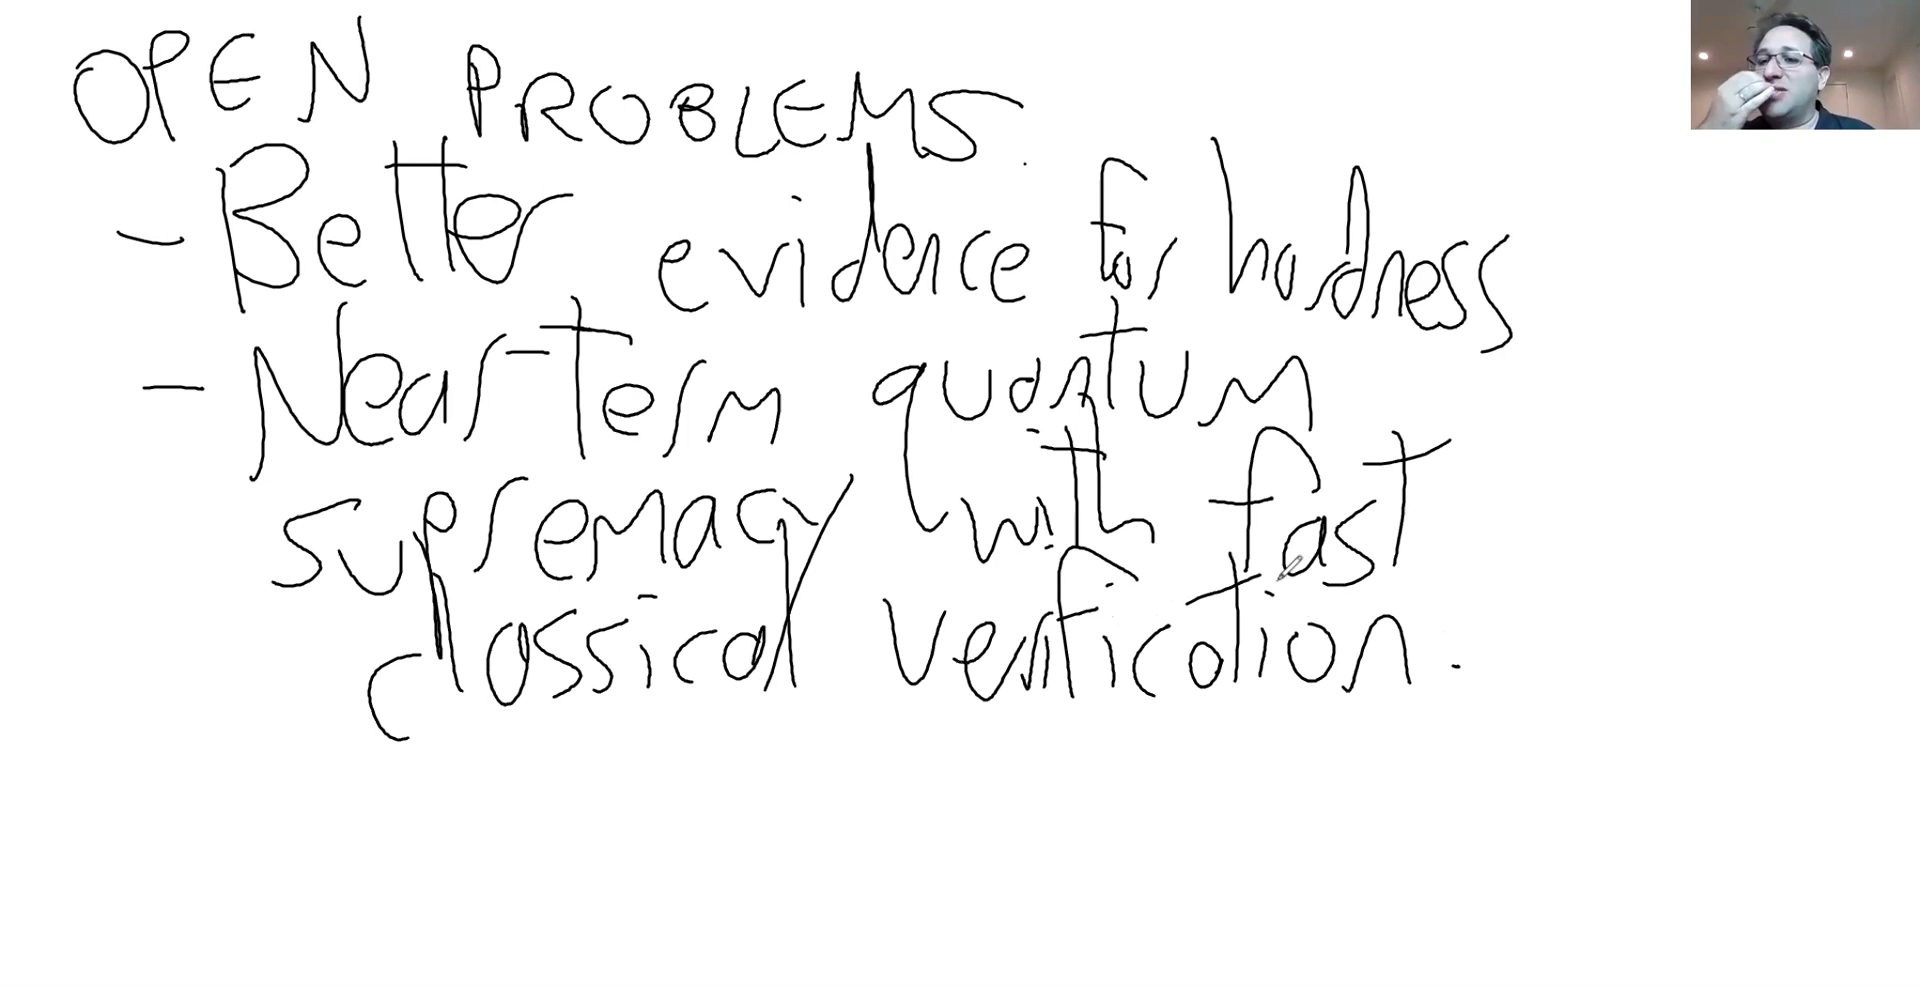 OPEN PROBLEMS
- Better evidence for hardness
- Near-term quantum
supremacy with fast
classical verification.